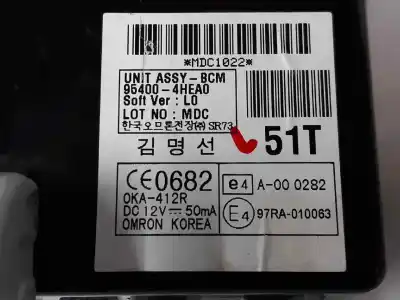 *MDC1022*
UNIT ASSY-BCM
95400-4HEA0
Soft Ver : L0
LOT NO : MDC
한국오므론전장㈜ SR73
51T
김명선
CE0682
OKA-412R
DC 12V ⎓ 50mA
OMRON KOREA
e4 A-00 0282
E4 97RA-010063